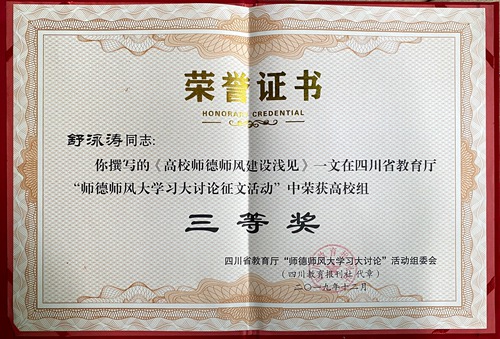 荣誉证书
HONORARY CREDENTIAL
舒泳涛同志：
你撰写的《高校师德师风建设浅见》一文在四川省教育厅
“师德师风大学习大讨论征文活动”中荣获高校组
三等奖
四川省教育厅“师德师风大学习大讨论”活动组委会
（四川教育报刊社 代章）
二〇一九年十二月